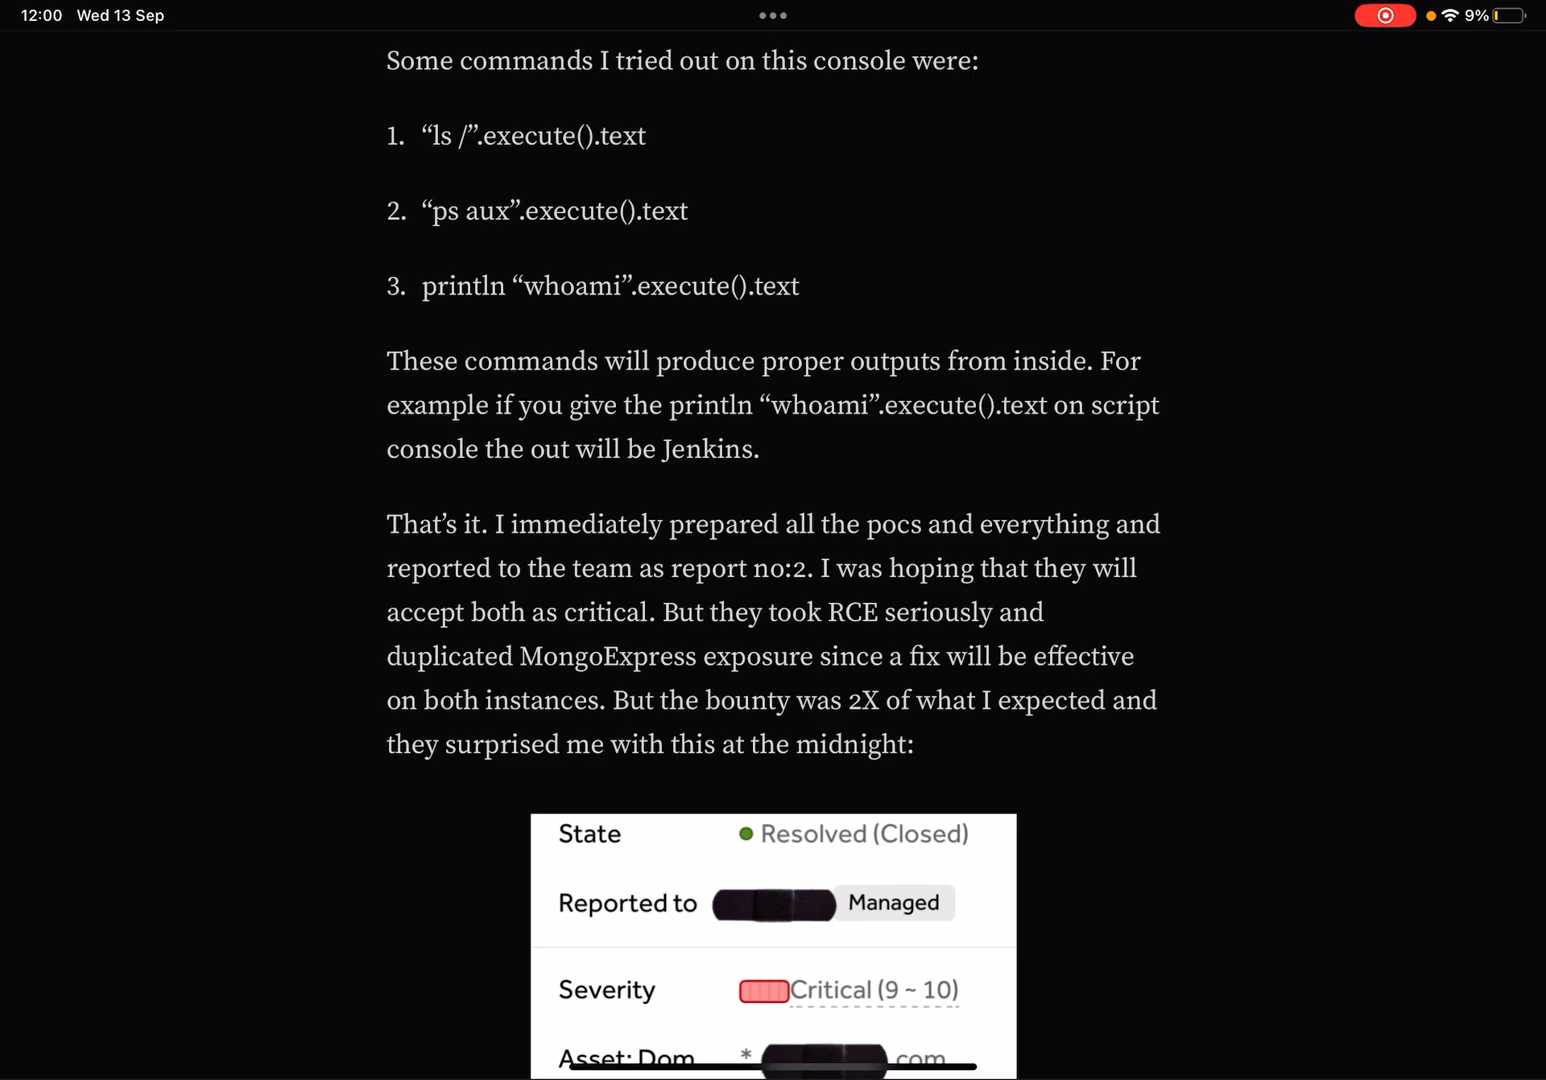 12:00 Wed 13 Sep
9%
Some commands I tried out on this console were:
1. “ls /”.execute().text
2. “ps aux”.execute().text
3. println “whoami”.execute().text
These commands will produce proper outputs from inside. For
example if you give the println “whoami”.execute().text on script
console the out will be Jenkins.
That’s it. I immediately prepared all the pocs and everything and
reported to the team as report no:2. I was hoping that they will
accept both as critical. But they took RCE seriously and
duplicated MongoExpress exposure since a fix will be effective
on both instances. But the bounty was 2X of what I expected and
they surprised me with this at the midnight:
State Resolved (Closed)
Reported to Managed
Severity Critical (9 ~ 10)
Asset: Dom * com